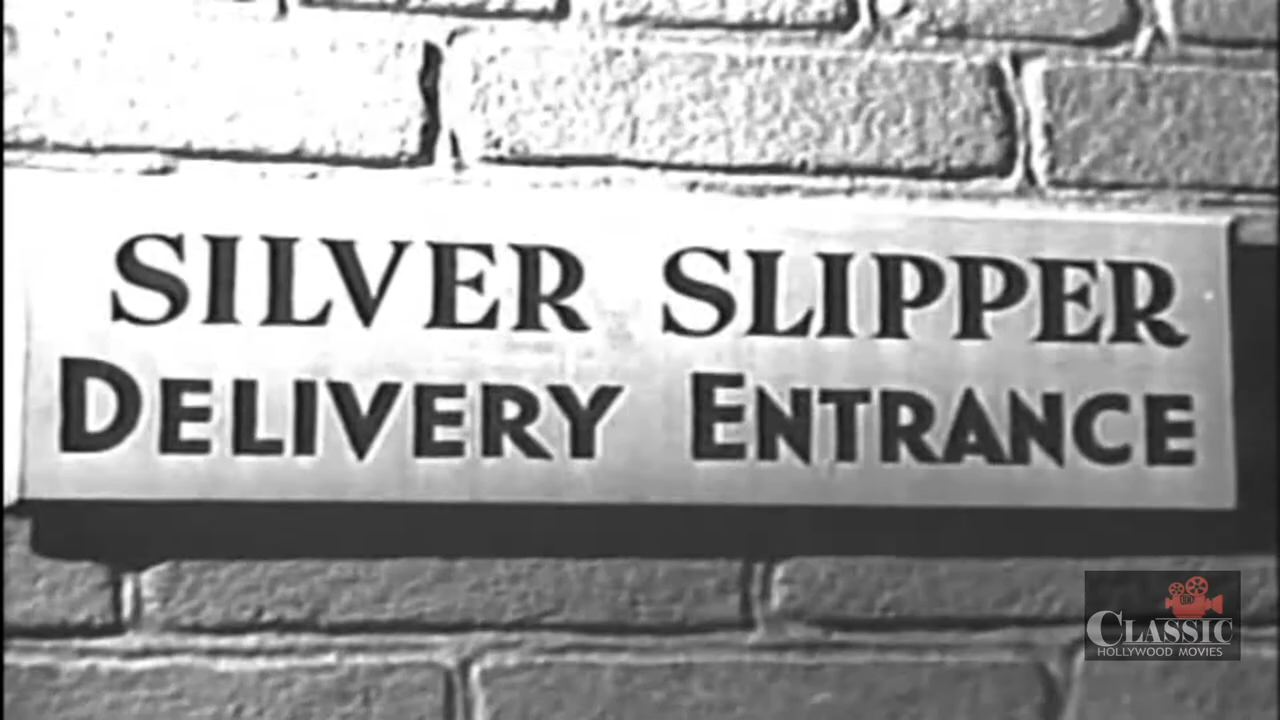 SILVER SLIPPER
DELIVERY ENTRANCE
CLASSIC
HOLLYWOOD MOVIES